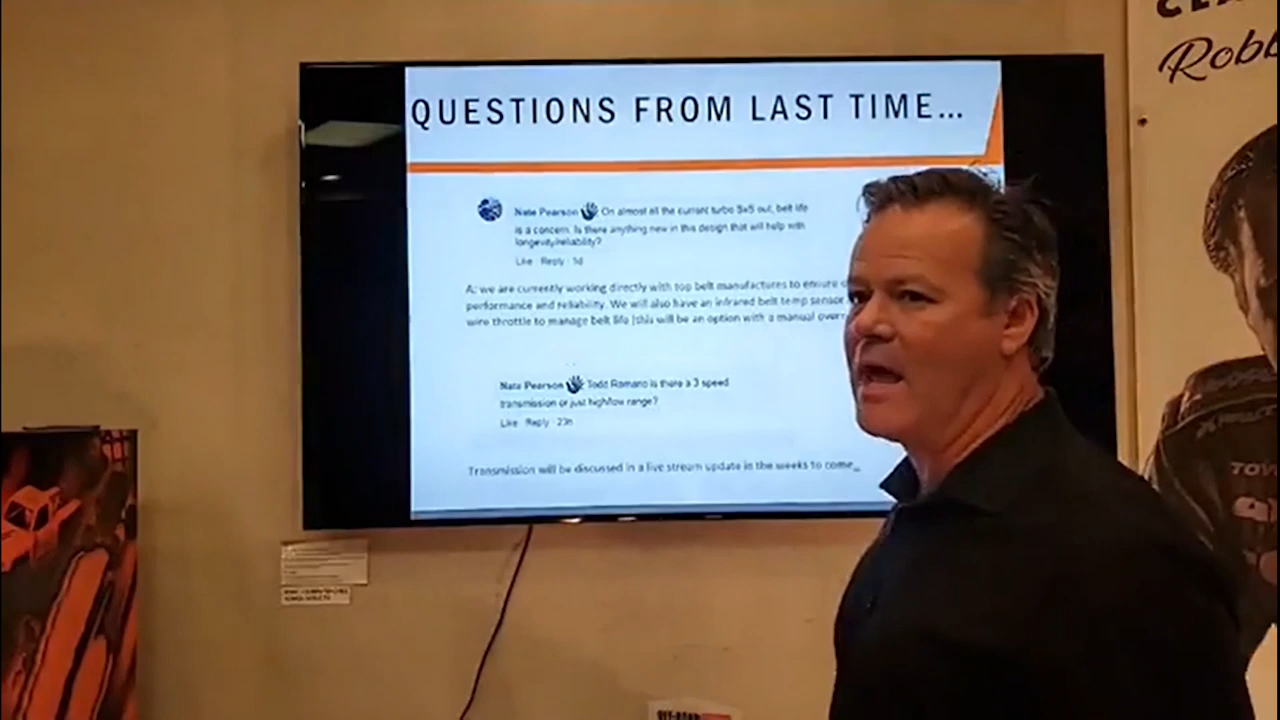 QUESTIONS FROM LAST TIME...
Nate Pearson On almost all the current turbo SxS out, belt life
is a concern. Is there anything new in this design that will help with
longevity/reliability?
Like Reply 1d
A: we are currently working directly with top belt manufactures to ensure
performance and reliability. We will also have an infrared belt temp sensor
wire throttle to manage belt life (this will be an option with a manual over
Nate Pearson Todd Romano is there a 3 speed
transmission or just high/low range?
Like Reply 23h
Transmission will be discussed in a live stream update in the weeks to come...
OFF-ROAD